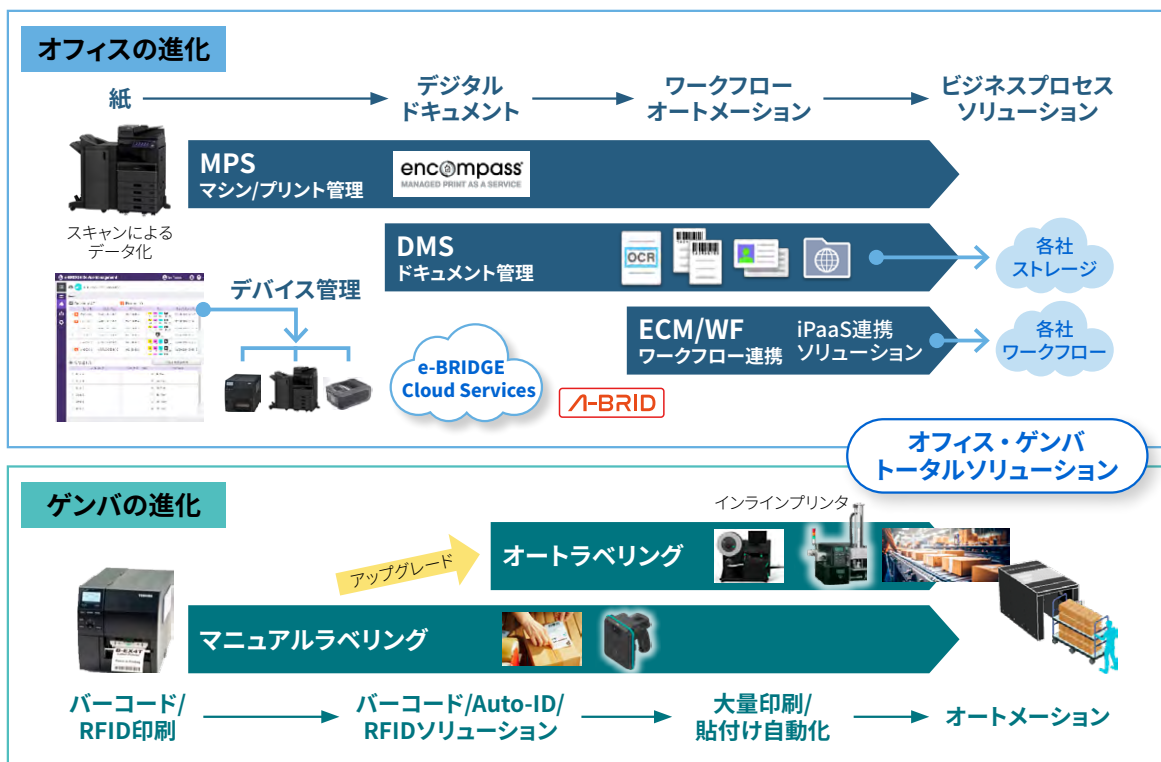 オフィスの進化
紙
デジタル
ドキュメント
ワークフロー
オートメーション
ビジネスプロセス
ソリューション
MPS
マシン/プリント管理
encompass
MANAGED PRINT AS A SERVICE
スキャンによる
データ化
DMS
ドキュメント管理
OCR
各社
ストレージ
デバイス管理
ECM/WF
ワークフロー連携
iPaaS連携
ソリューション
各社
ワークフロー
e-BRIDGE
Cloud Services
A-BRID
オフィス・ゲンバ
トータルソリューション
ゲンバの進化
インラインプリンタ
アップグレード
オートラベリング
TOSHIBA
B-EX4T
マニュアルラベリング
バーコード/
RFID印刷
バーコード/Auto-ID/
RFIDソリューション
大量印刷/
貼付け自動化
オートメーション